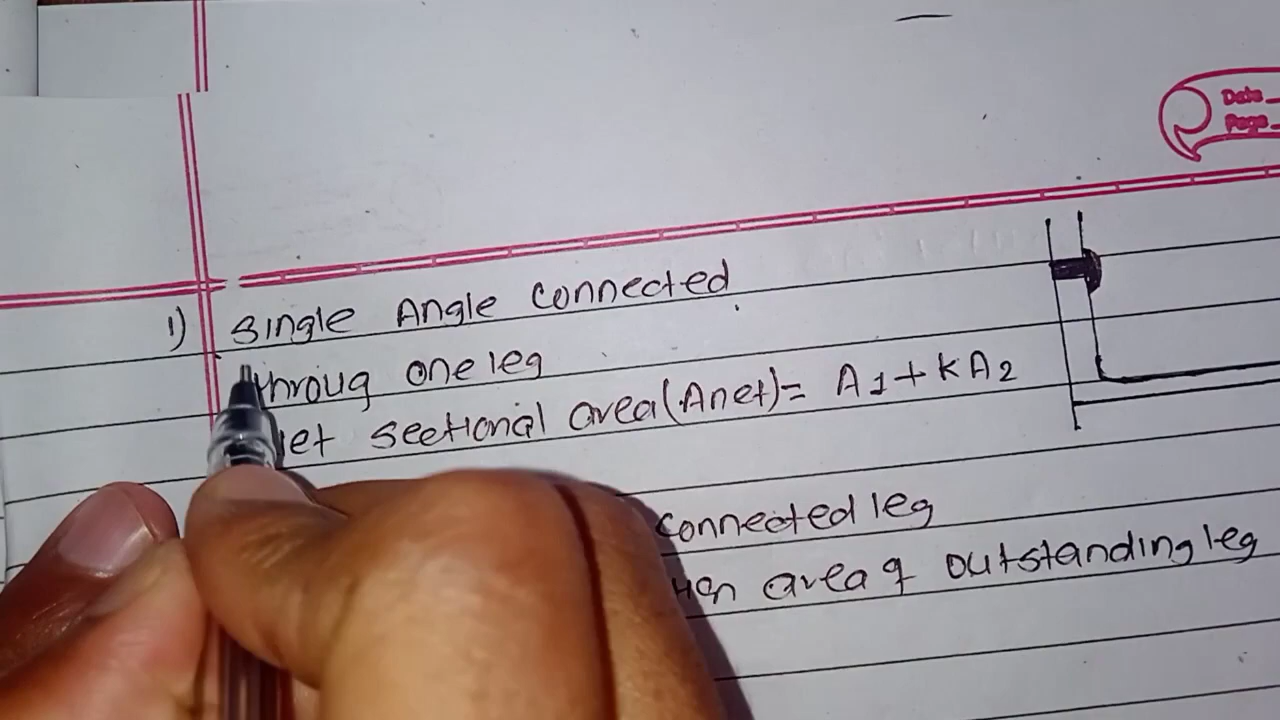 Date
Page
1) Single Angle connected
throug one leg
Net sectional area (Anet) = A1 + kA2
connected leg
area of outstanding leg